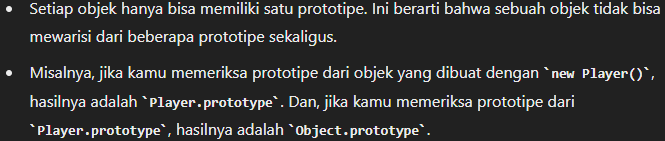 • Setiap objek hanya bisa memiliki satu prototipe. Ini berarti bahwa sebuah objek tidak bisa
mewarisi dari beberapa prototipe sekaligus.
• Misalnya, jika kamu memeriksa prototipe dari objek yang dibuat dengan `new Player()`,
hasilnya adalah `Player.prototype`. Dan, jika kamu memeriksa prototipe dari
`Player.prototype`, hasilnya adalah `Object.prototype`.